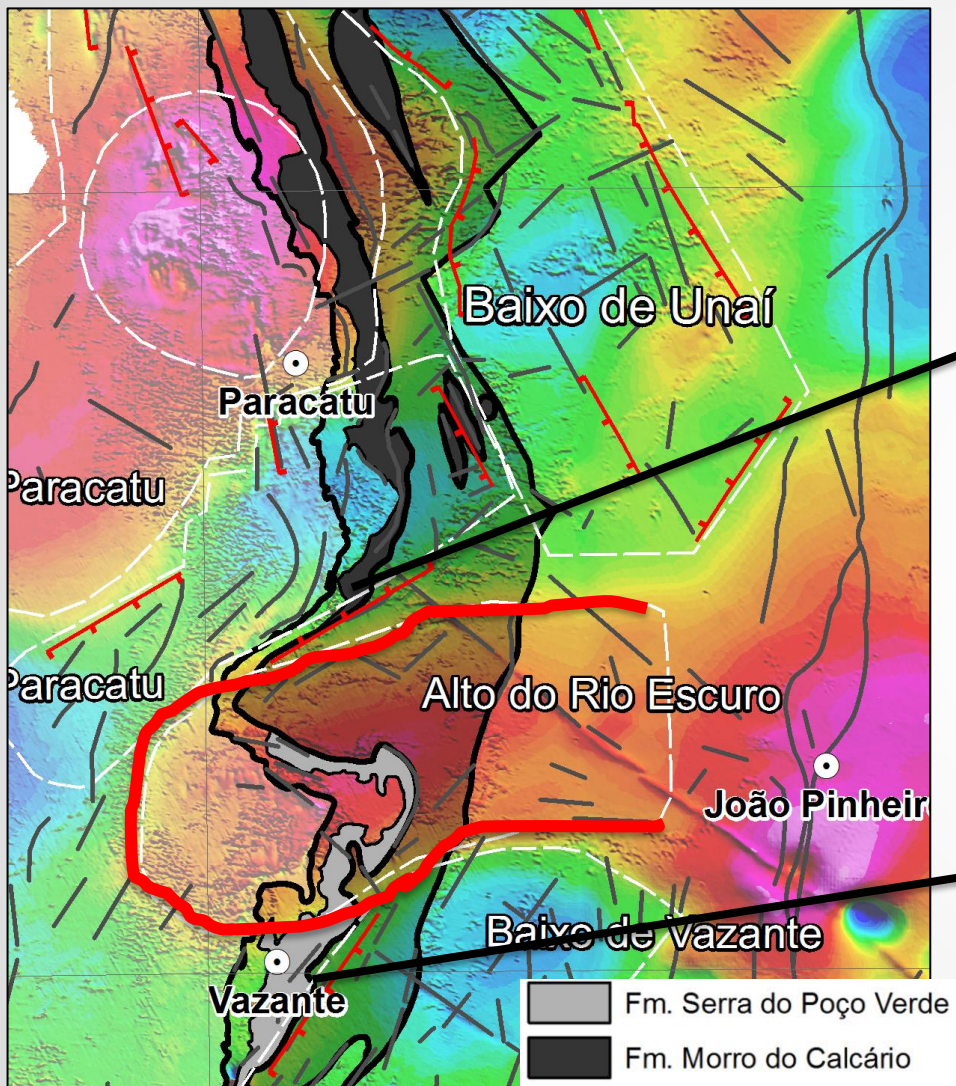 Baixo de Unaí
Paracatu
Paracatu
Paracatu
Alto do Rio Escuro
João Pinheir
Baixo de Vazante
Vazante
Fm. Serra do Poço Verde
Fm. Morro do Calcário